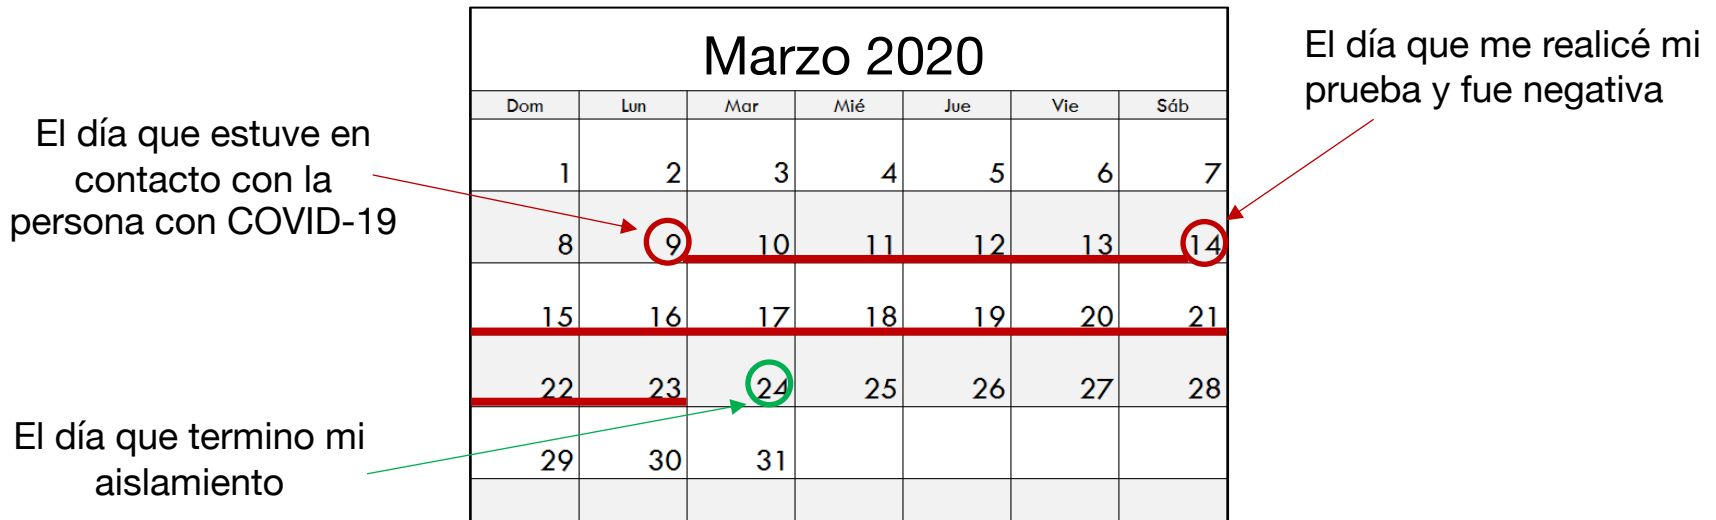 Marzo 2020
El día que me realicé mi
prueba y fue negativa
El día que estuve en
contacto con la
persona con COVID-19
Dom Lun Mar Mié Jue Vie Sáb
1 2 3 4 5 6 7
8 9 10 11 12 13 14
15 16 17 18 19 20 21
22 23 24 25 26 27 28
29 30 31
El día que termino mi
aislamiento